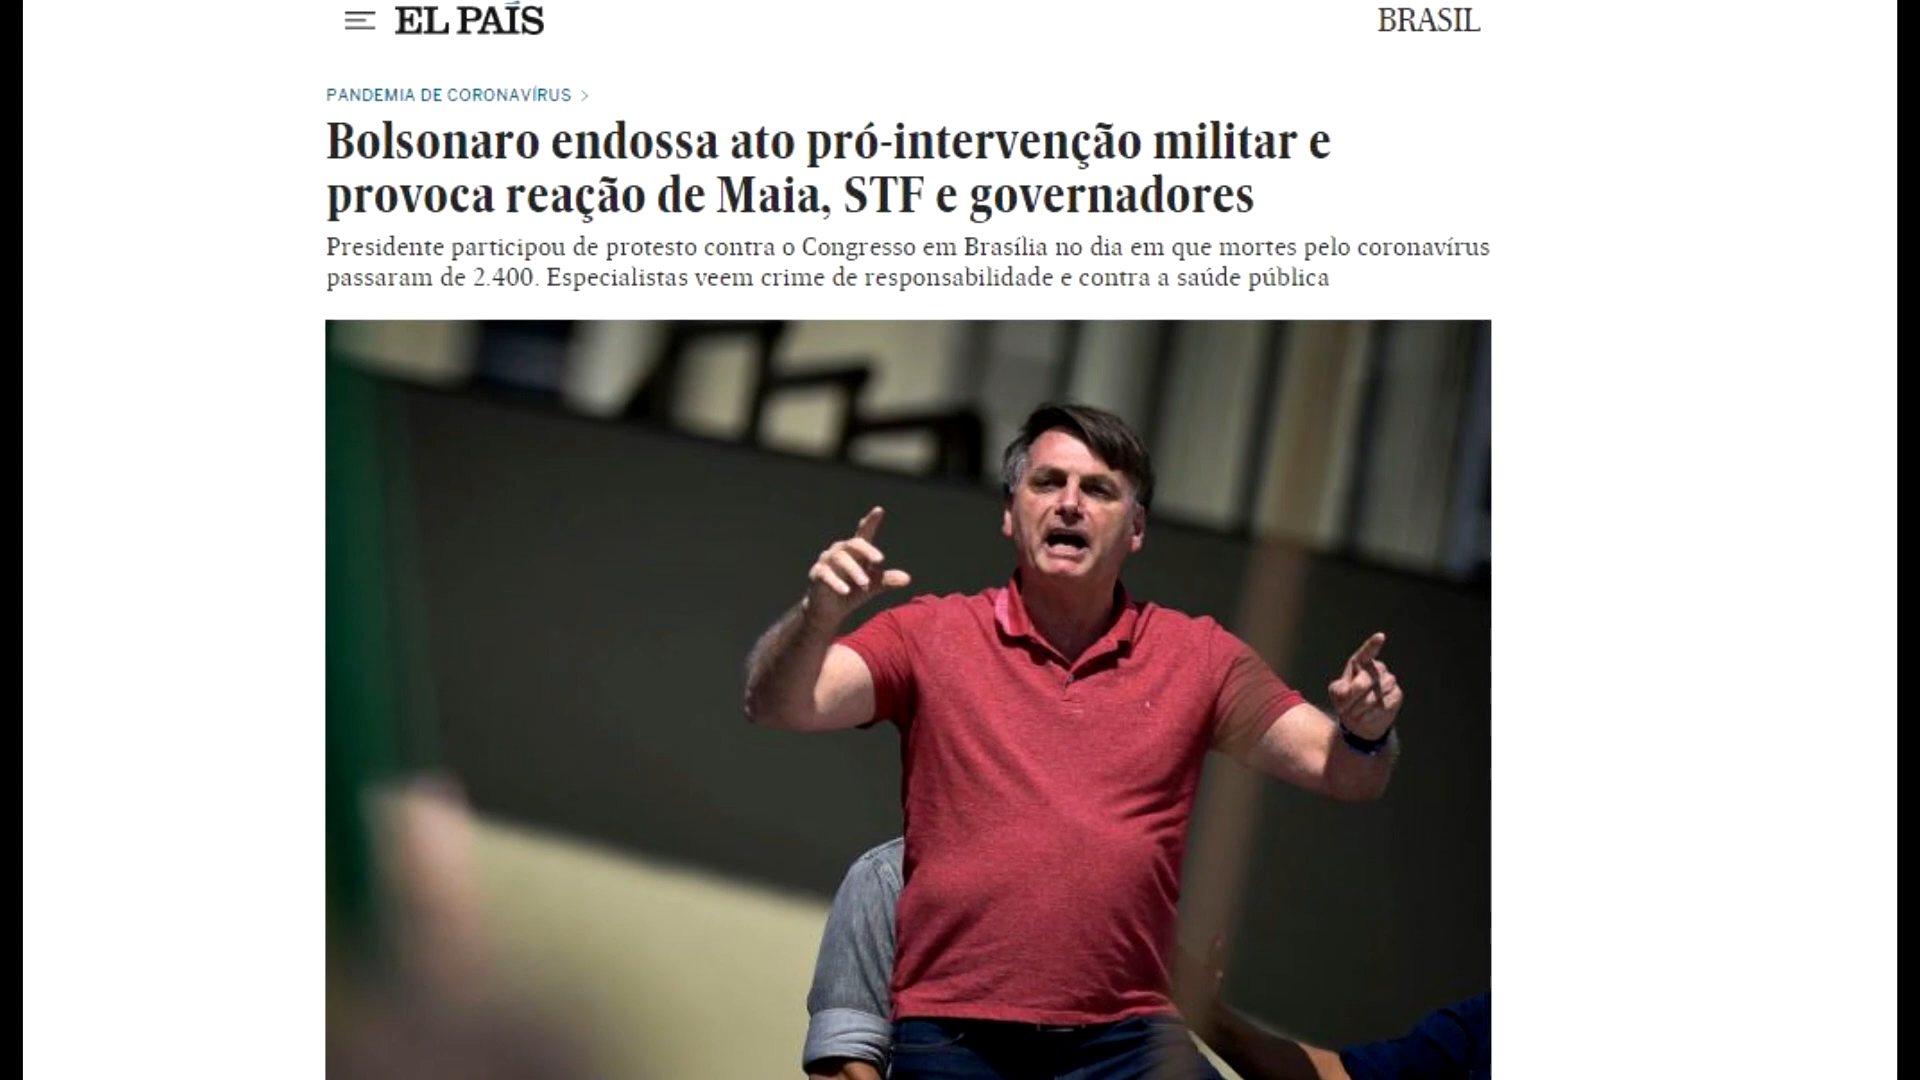 EL PAÍS
BRASIL
PANDEMIA DE CORONAVÍRUS >
Bolsonaro endossa ato pró-intervenção militar e
provoca reação de Maia, STF e governadores
Presidente participou de protesto contra o Congresso em Brasília no dia em que mortes pelo coronavírus
passaram de 2.400. Especialistas veem crime de responsabilidade e contra a saúde pública